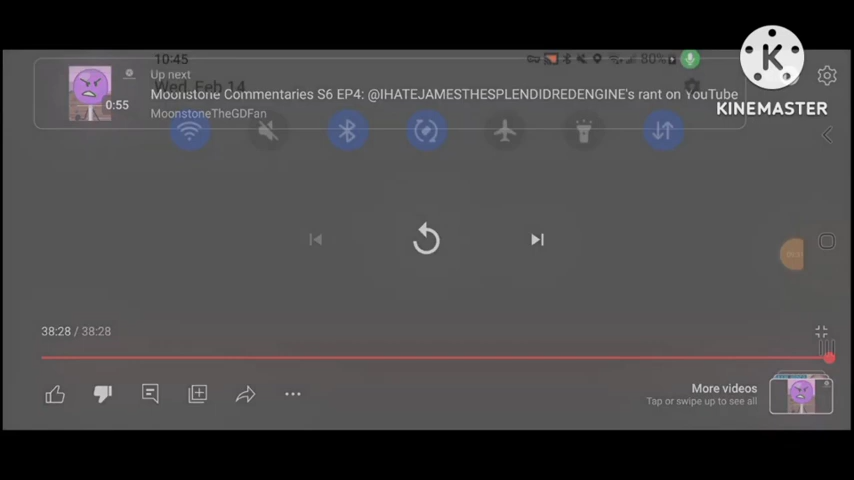 10:45
80%
Up next
Wed, Feb 14
Moonstone Commentaries S6 EP4: @IHATEJAMESTHESPLENDIDREDENGINE's rant on YouTube
0:55
MoonstoneTheGDFan
KINEMASTER
38:28 / 38:28
More videos
Tap or swipe up to see all